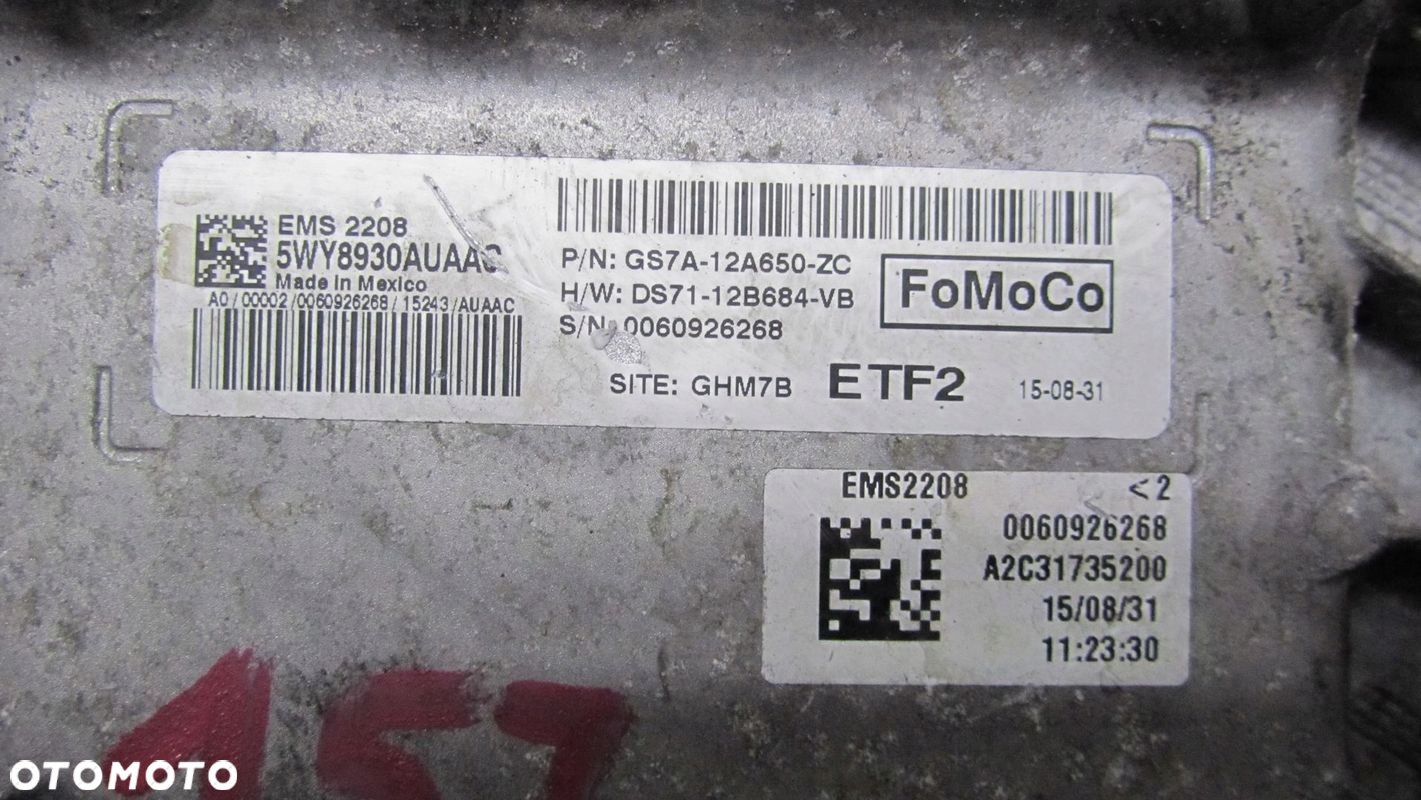 EMS 2208
5WY8930AUAAC
Made in Mexico
A0/00002/0060926268/15243/AUAAC
P/N: GS7A-12A650-ZC
H/W: DS71-12B684-VB
S/N: 0060926268
FoMoCo
SITE: GHM7B ETF2 15-08-31
EMS2208 <2
0060926268
A2C31735200
15/08/31
11:23:30
157
OTOMOTO